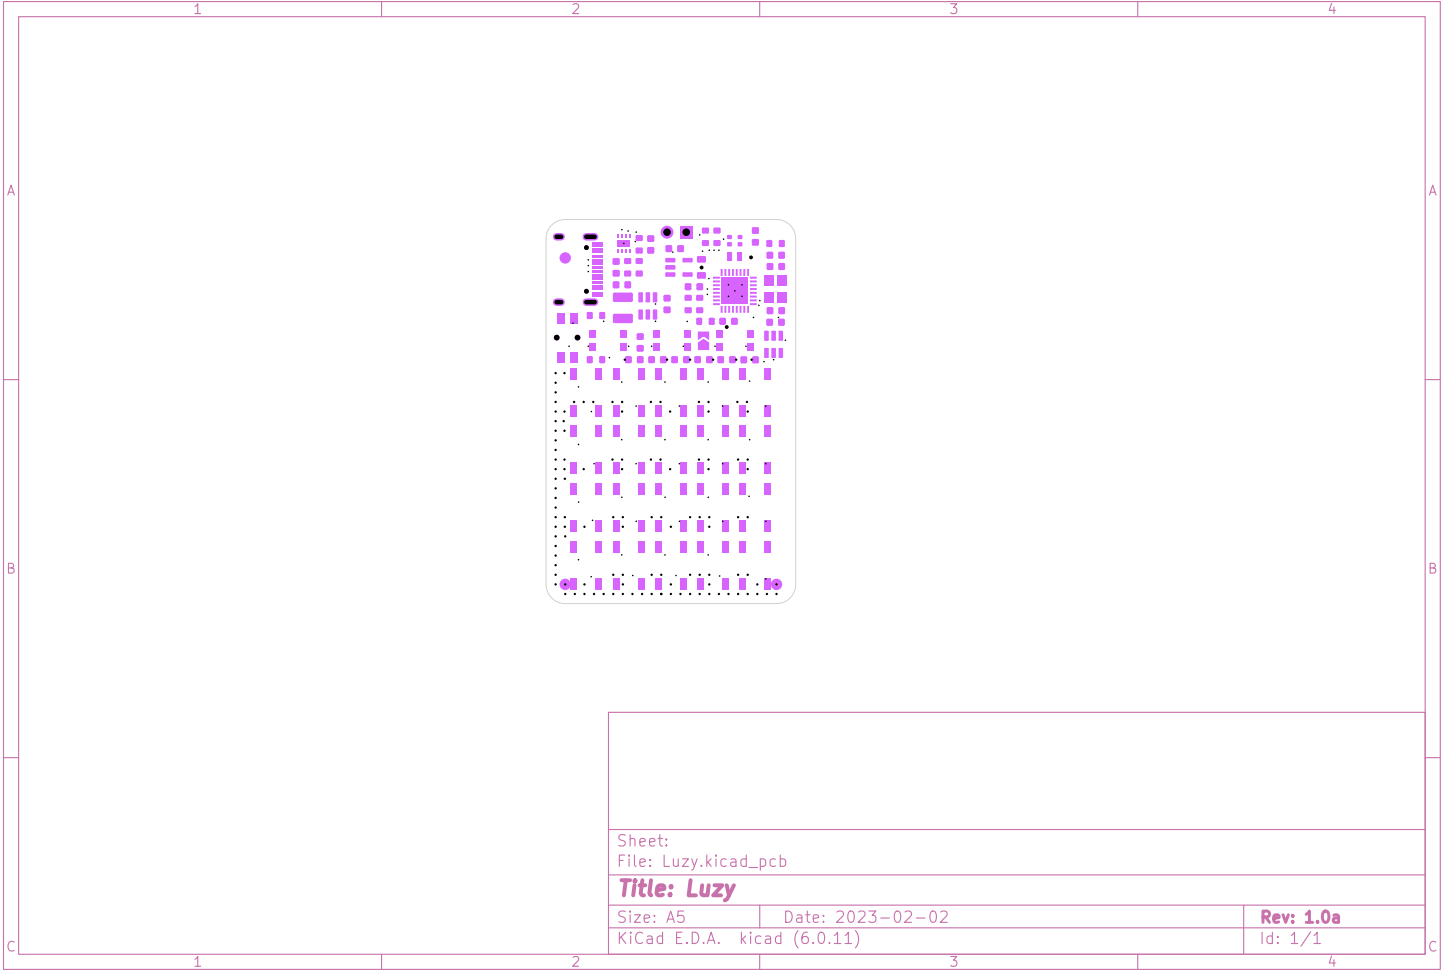 1 2 3 4
A A
B B
Sheet:
File: Luzy.kicad_pcb
Title: Luzy
Size: A5 Date: 2023-02-02 Rev: 1.0a
KiCad E.D.A. kicad (6.0.11) Id: 1/1
C C
1 2 3 4